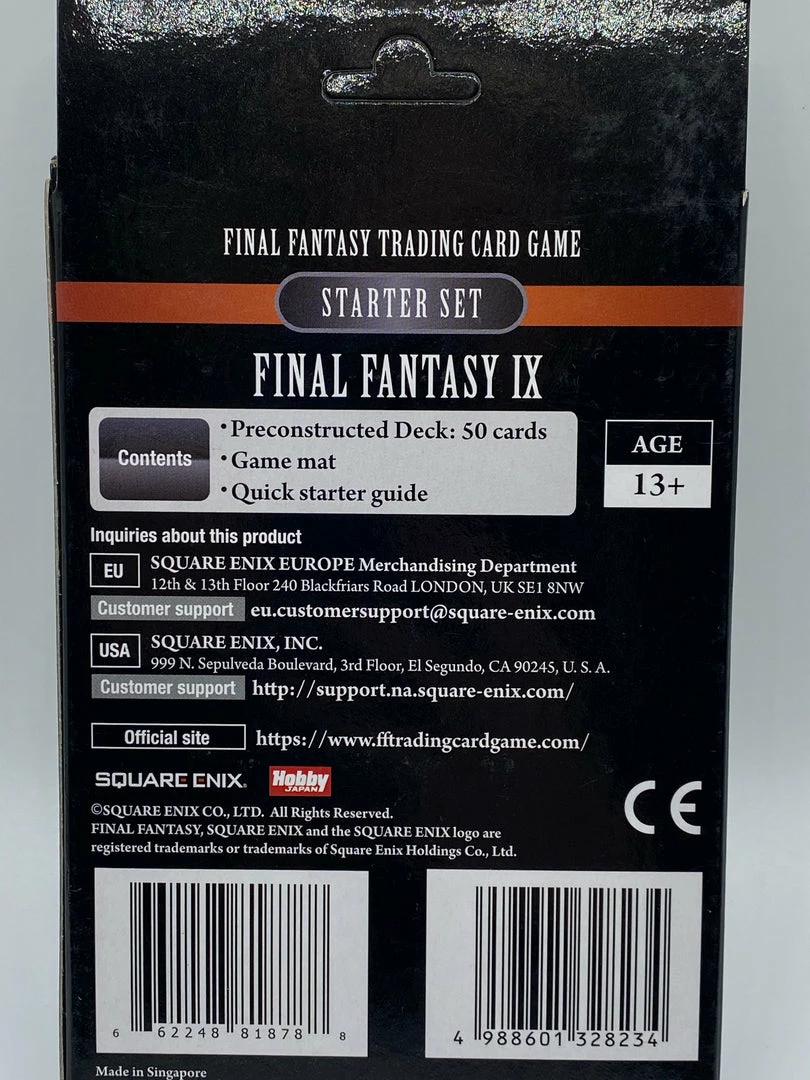 FINAL FANTASY TRADING CARD GAME
STARTER SET
FINAL FANTASY IX
Contents
•Preconstructed Deck: 50 cards
•Game mat
•Quick starter guide
AGE
13+
Inquiries about this product
EU
SQUARE ENIX EUROPE Merchandising Department
12th & 13th Floor 240 Blackfriars Road LONDON, UK SE1 8NW
Customer support eu.customersupport@square-enix.com
USA
SQUARE ENIX, INC.
999 N. Sepulveda Boulevard, 3rd Floor, El Segundo, CA 90245, U. S. A.
Customer support http://support.na.square-enix.com/
Official site https://www.fftradingcardgame.com/
SQUARE ENIX® Hobby JAPAN
CE
©SQUARE ENIX CO., LTD. All Rights Reserved.
FINAL FANTASY, SQUARE ENIX and the SQUARE ENIX logo are
registered trademarks or trademarks of Square Enix Holdings Co., Ltd.
6 62248 81878 8
4 988601 328234
Made in Singapore